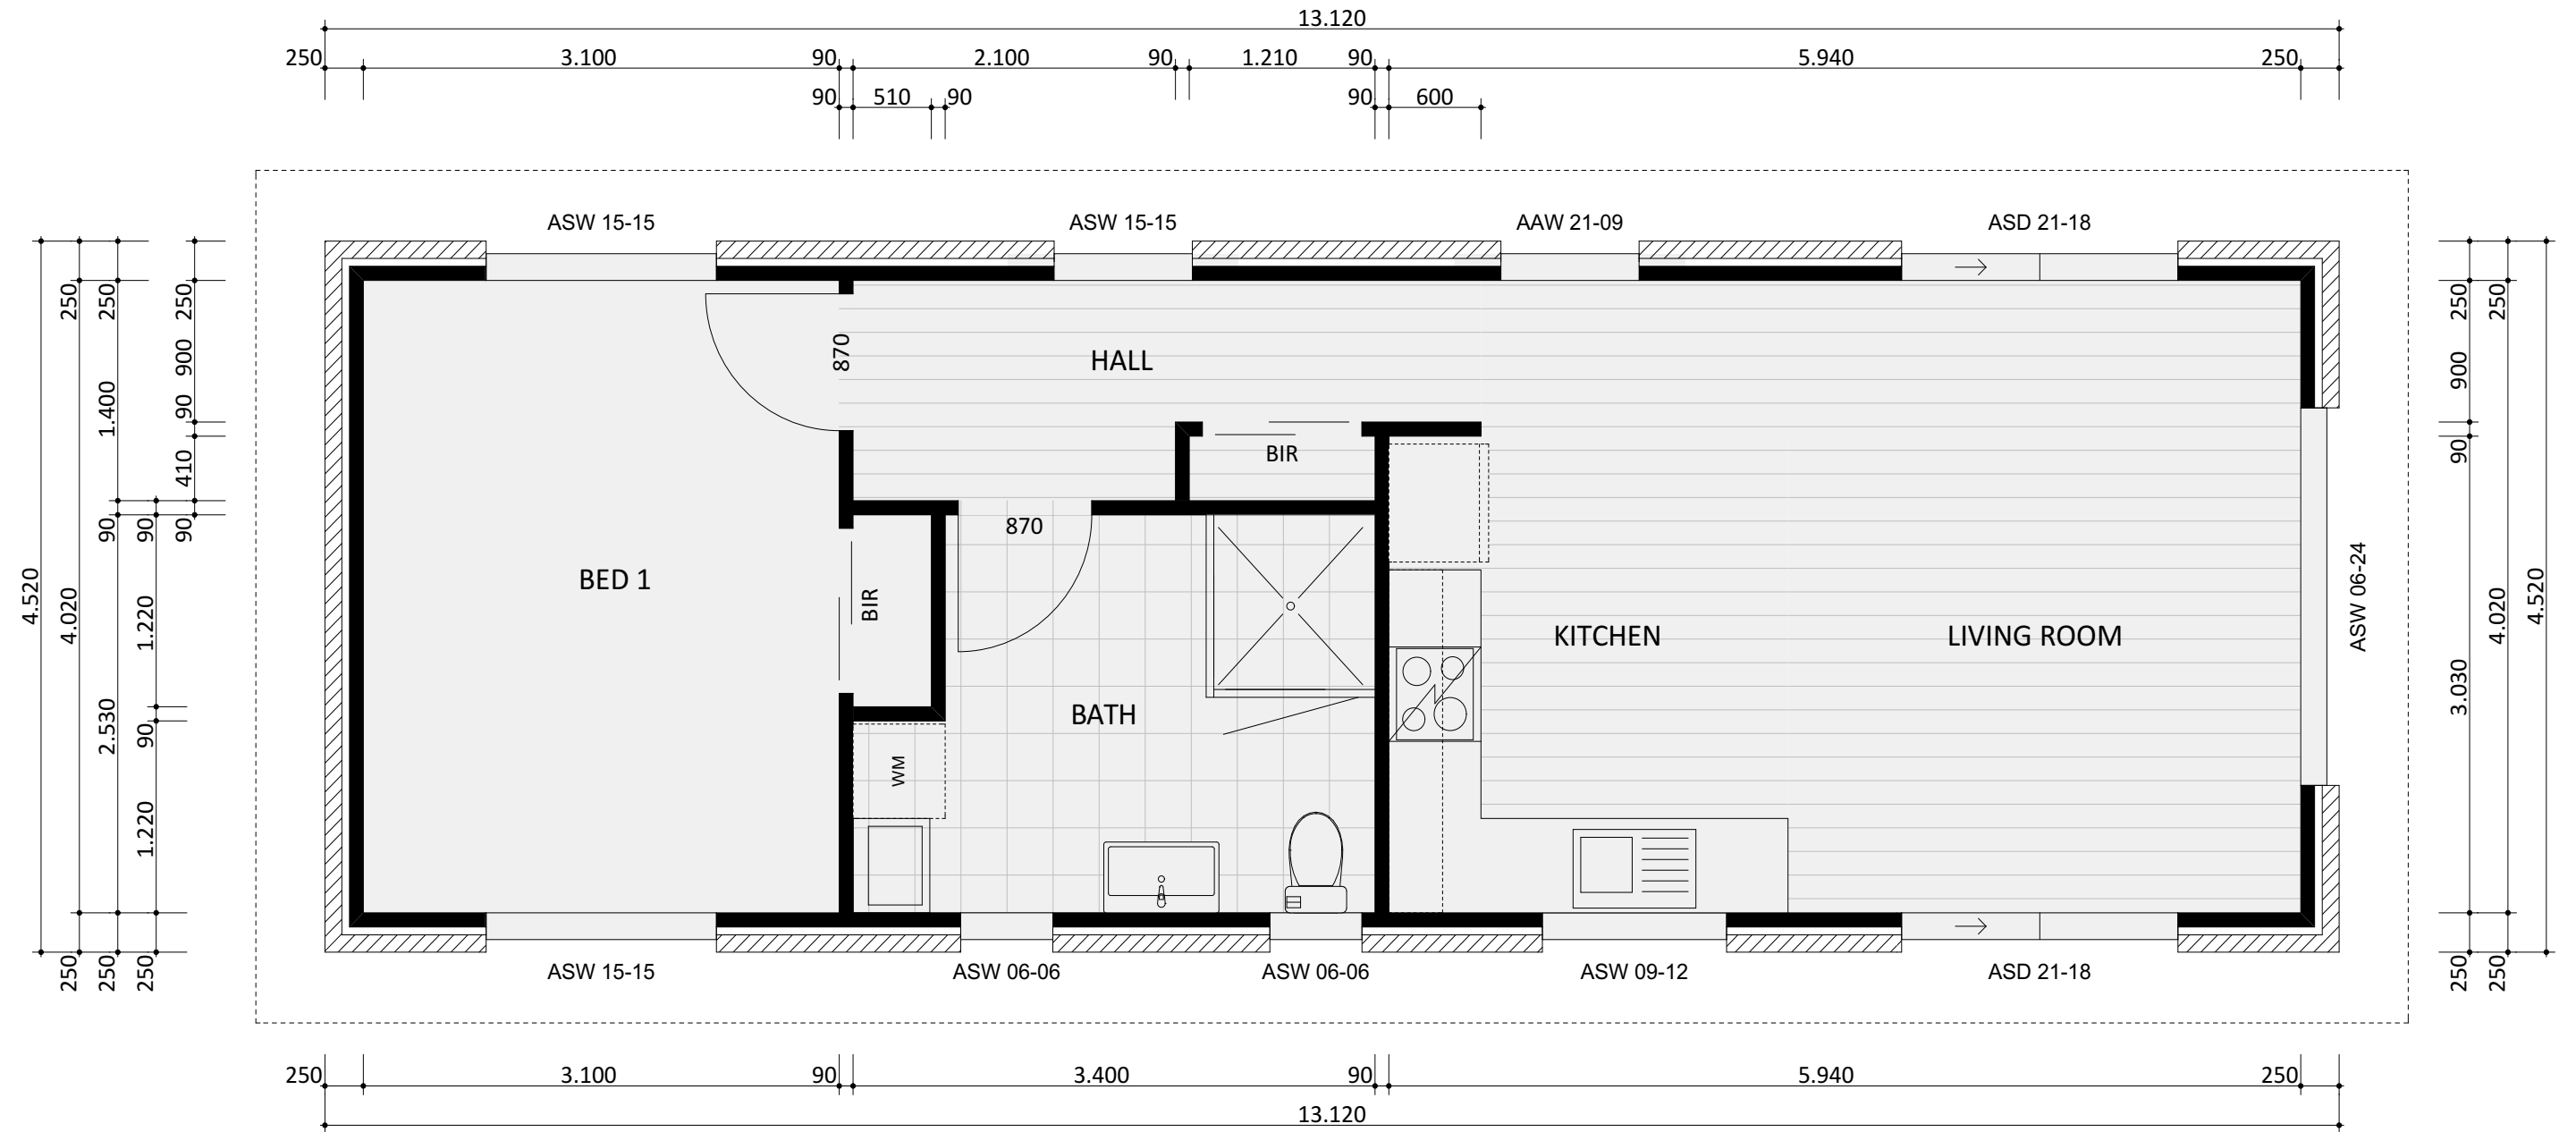 13.120
250 3.100 90 2.100 90 1.210 90 5.940 250
90 510 90 90 600
ASW 15-15 ASW 15-15 AAW 21-09 ASD 21-18
4.520
250 4.020 250
250 1.400 90 2.530 250
90 1.220 90 1.220 250
250 900 90 410 90
870
HALL
BIR
BED 1
870
BIR
BATH
WM
KITCHEN
LIVING ROOM
ASW 06-24
250 900 90 3.030 250
250 4.020 250
4.520
ASW 15-15 ASW 06-06 ASW 06-06 ASW 09-12 ASD 21-18
250 3.100 90 3.400 90 5.940 250
13.120